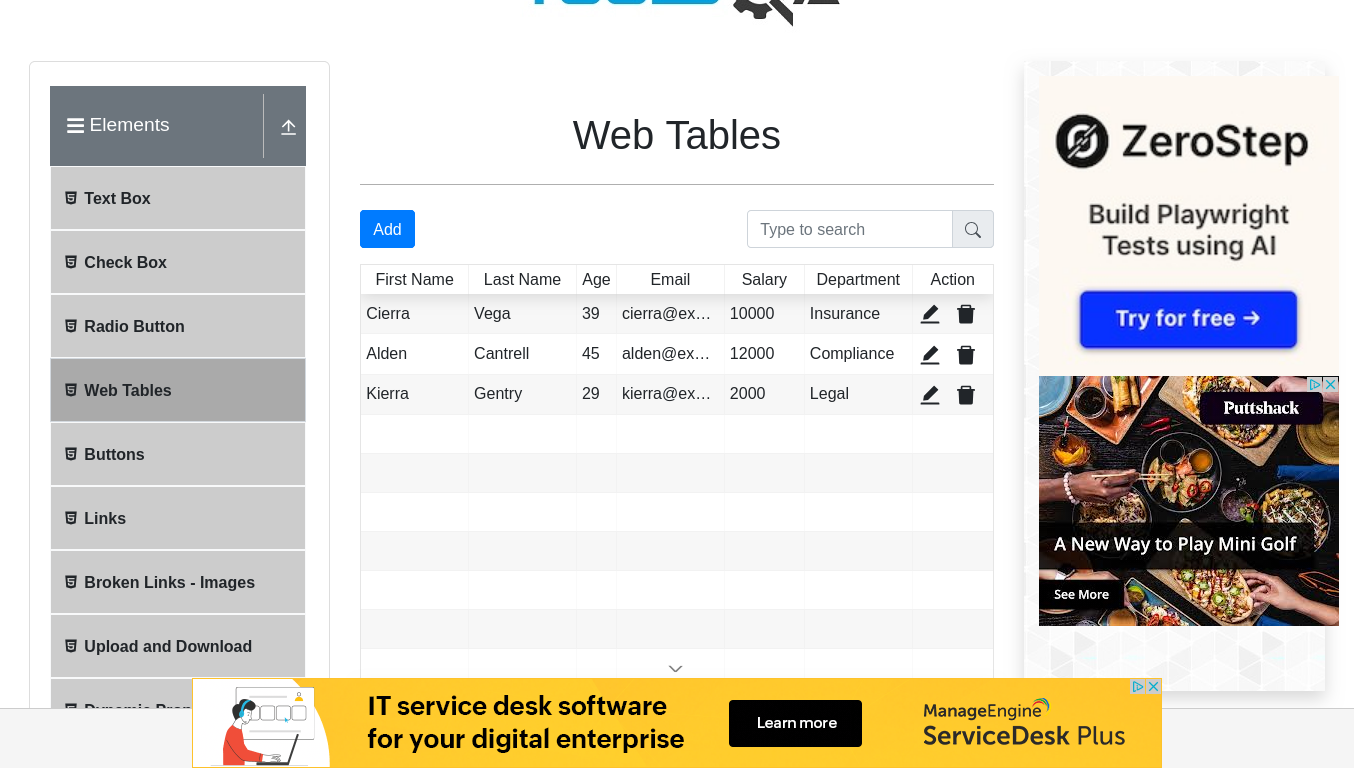 Elements
Text Box
Check Box
Radio Button
Web Tables
Buttons
Links
Broken Links - Images
Upload and Download
Web Tables
Add
Type to search
First Name Last Name Age Email Salary Department Action
Cierra Vega 39 cierra@ex… 10000 Insurance
Alden Cantrell 45 alden@ex… 12000 Compliance
Kierra Gentry 29 kierra@ex… 2000 Legal
ZeroStep
Build Playwright
Tests using AI
Try for free →
Puttshack
A New Way to Play Mini Golf
See More
IT service desk software
for your digital enterprise
Learn more
ManageEngine
ServiceDesk Plus